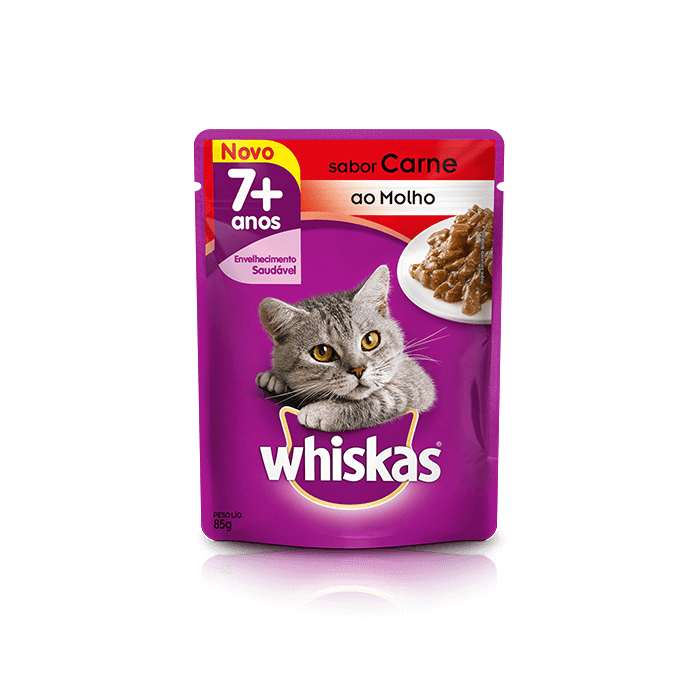 Novo
7+
anos
Envelhecimento
Saudável
sabor Carne
ao Molho
whiskas®
PESO LÍQ.
85g